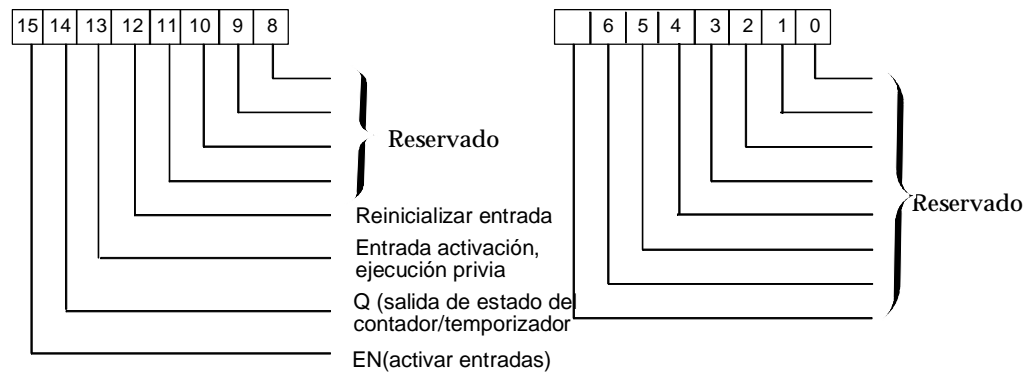 15 14 13 12 11 10 9 8
6 5 4 3 2 1 0
Reservado
Reservado
Reinicializar entrada
Entrada activación,
ejecución privia
Q (salida de estado del
contador/temporizador
EN(activar entradas)